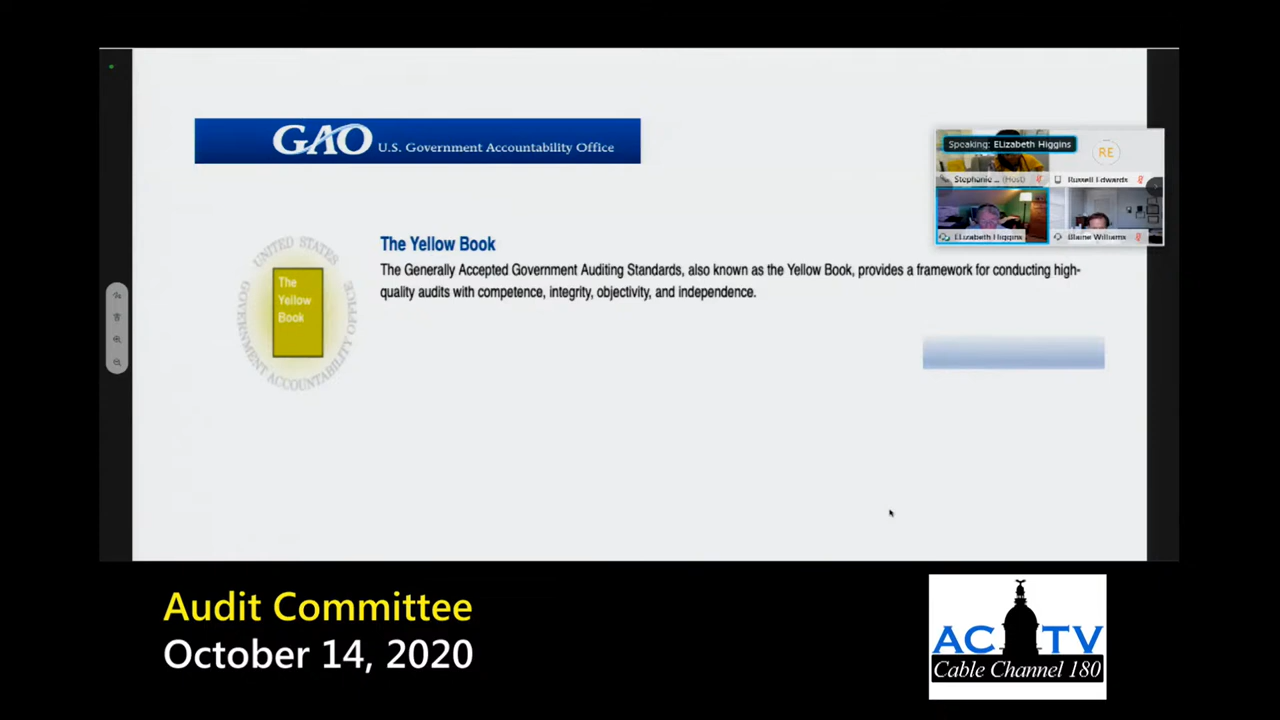 GAO U.S. Government Accountability Office
Speaking: ELizabeth Higgins
RE
Stephanie ... (Host)
Russell Edwards
ELizabeth Higgins
Blaine Williams
UNITED STATES
GOVERNMENT ACCOUNTABILITY OFFICE
The
Yellow
Book
The Yellow Book
The Generally Accepted Government Auditing Standards, also known as the Yellow Book, provides a framework for conducting high-
quality audits with competence, integrity, objectivity, and independence.
Audit Committee
October 14, 2020
ACTV
Cable Channel 180